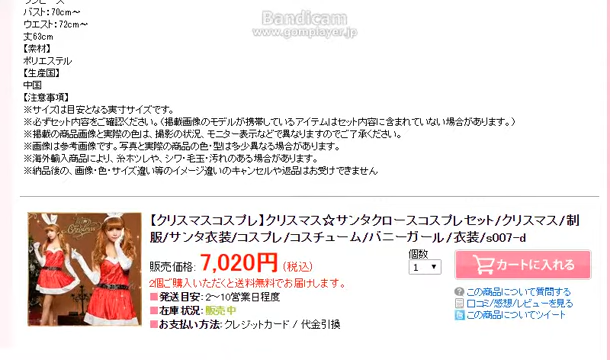 ワンピース
バスト:70cm～
ウエスト:72cm～
丈63cm
【素材】
ポリエステル
【生産国】
中国
【注意事項】
※サイズは目安となる実寸サイズです。
※必ずセット内容をご確認ください。(掲載画像のモデルが携帯しているアイテムはセット内容に含まれていない場合があります。)
※掲載の商品画像と実際の色は、撮影の状況、モニター表示などで異なりますのでご了承ください。
※画像は参考画像です。写真と実際の商品の色・型は多少異なる場合があります。
※海外輸入商品により、糸ホツレや、シワ・毛玉・汚れのある場合があります。
※納品後の、画像・色・サイズ違い等のイメージ違いのキャンセルや返品はお受けできません
Bandicam
www.gomplayer.jp
【クリスマスコスプレ】クリスマス☆サンタクロースコスプレセット/クリスマス/制
服/サンタ衣装/コスプレ/コスチューム/バニーガール/衣装/s007-d
販売価格: 7,020円 (税込)
2個ご購入いただくと送料無料でお届けします。
■発送目安: 2～10営業日程度
■在庫状況: 販売中
■お支払い方法: クレジットカード / 代金引換
個数
1
カートに入れる
この商品について質問する
口コミ/感想/レビューを見る
この商品についてツイート